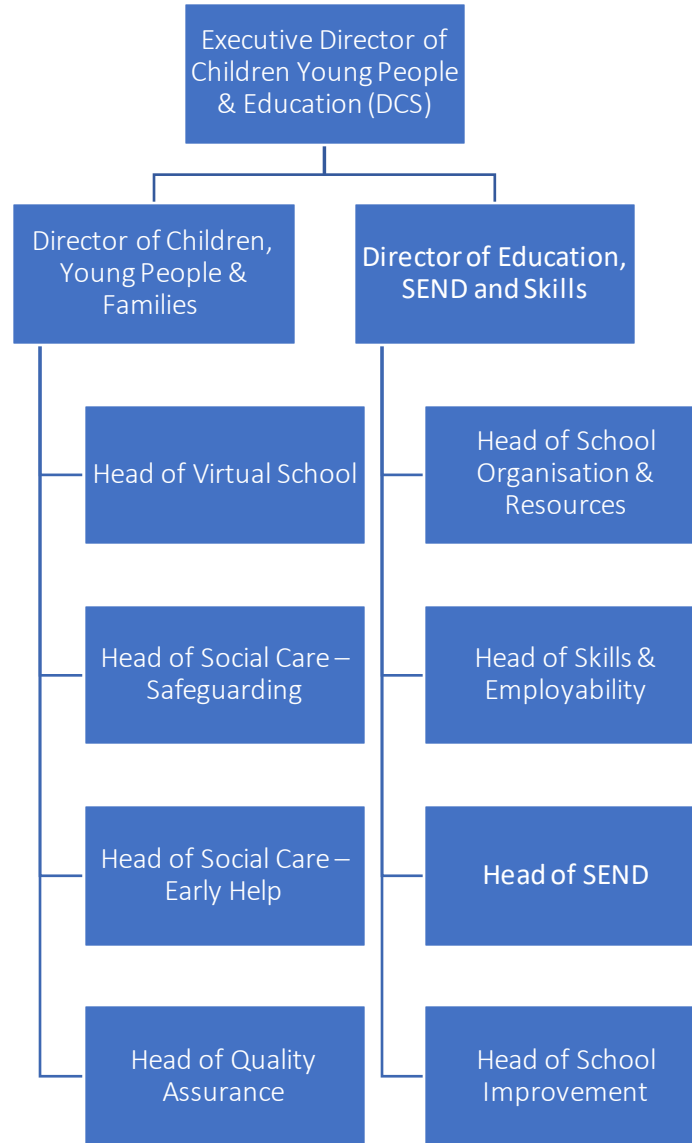 Executive Director of
Children Young People
& Education (DCS)
Director of Children,
Young People &
Families
Director of Education,
SEND and Skills
Head of Virtual School
Head of School
Organisation &
Resources
Head of Social Care –
Safeguarding
Head of Skills &
Employability
Head of Social Care –
Early Help
Head of SEND
Head of Quality
Assurance
Head of School
Improvement